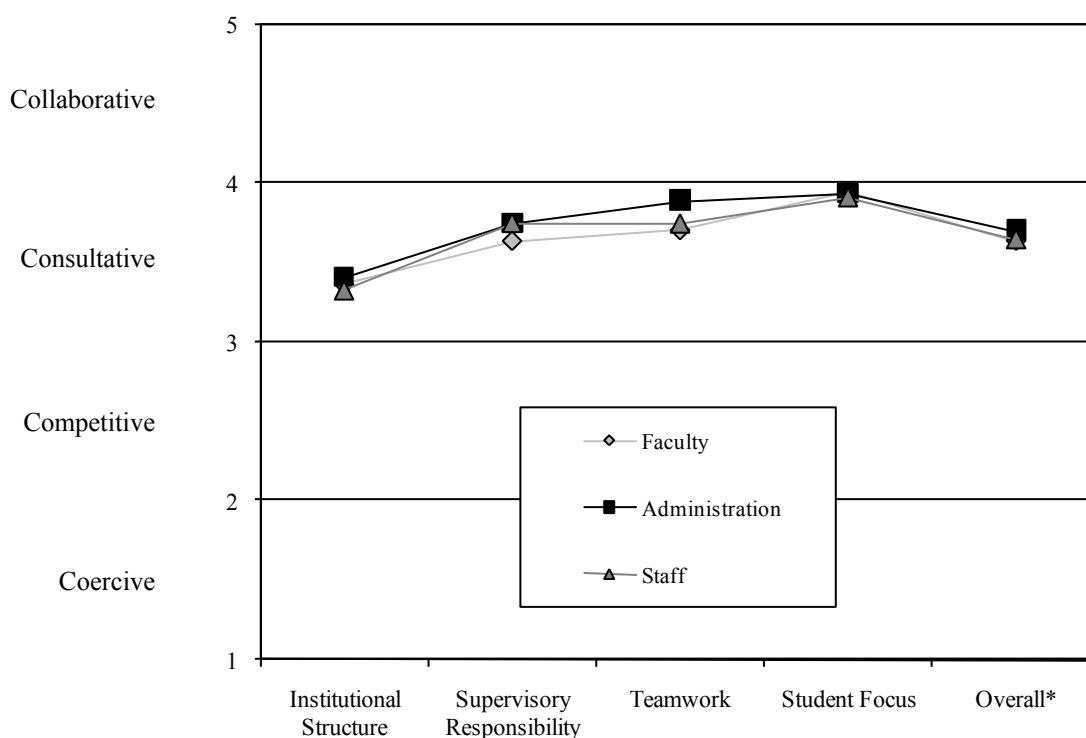 5
Collaborative
4
Consultative
3
Competitive
Faculty
2
Administration
Coercive
Staff
1
Institutional
Structure
Supervisory
Responsibility
Teamwork
Student Focus
Overall*